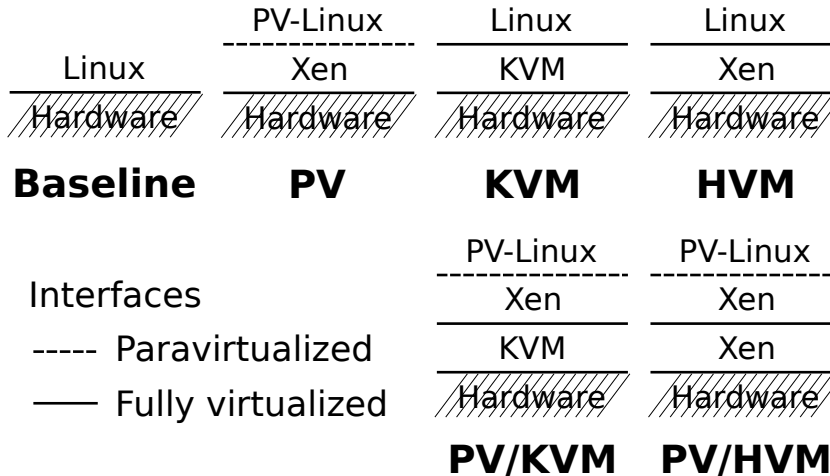 Linux
Hardware
Baseline
PV-Linux
Xen
Hardware
PV
Linux
KVM
Hardware
KVM
Linux
Xen
Hardware
HVM
Interfaces
Paravirtualized
Fully virtualized
PV-Linux
Xen
KVM
Hardware
PV/KVM
PV-Linux
Xen
Xen
Hardware
PV/HVM